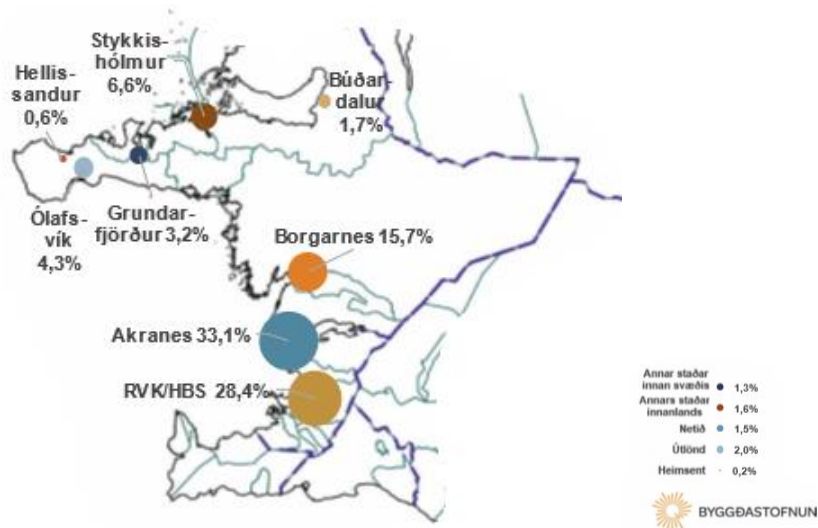 Stykkis-
hólmur
6,6%
Hellis-
sandur
0,6%
Búðar-
dalur
1,7%
Ólafs-
vík
4,3%
Grundar-
fjörður 3,2%
Borgarnes 15,7%
Akranes 33,1%
RVK/HBS 28,4%
Annar staðar
innan svæðis 1,3%
Annars staðar
innanlands 1,6%
Netið 1,5%
Útlönd 2,0%
Heimsent 0,2%
BYGGÐASTOFNUN